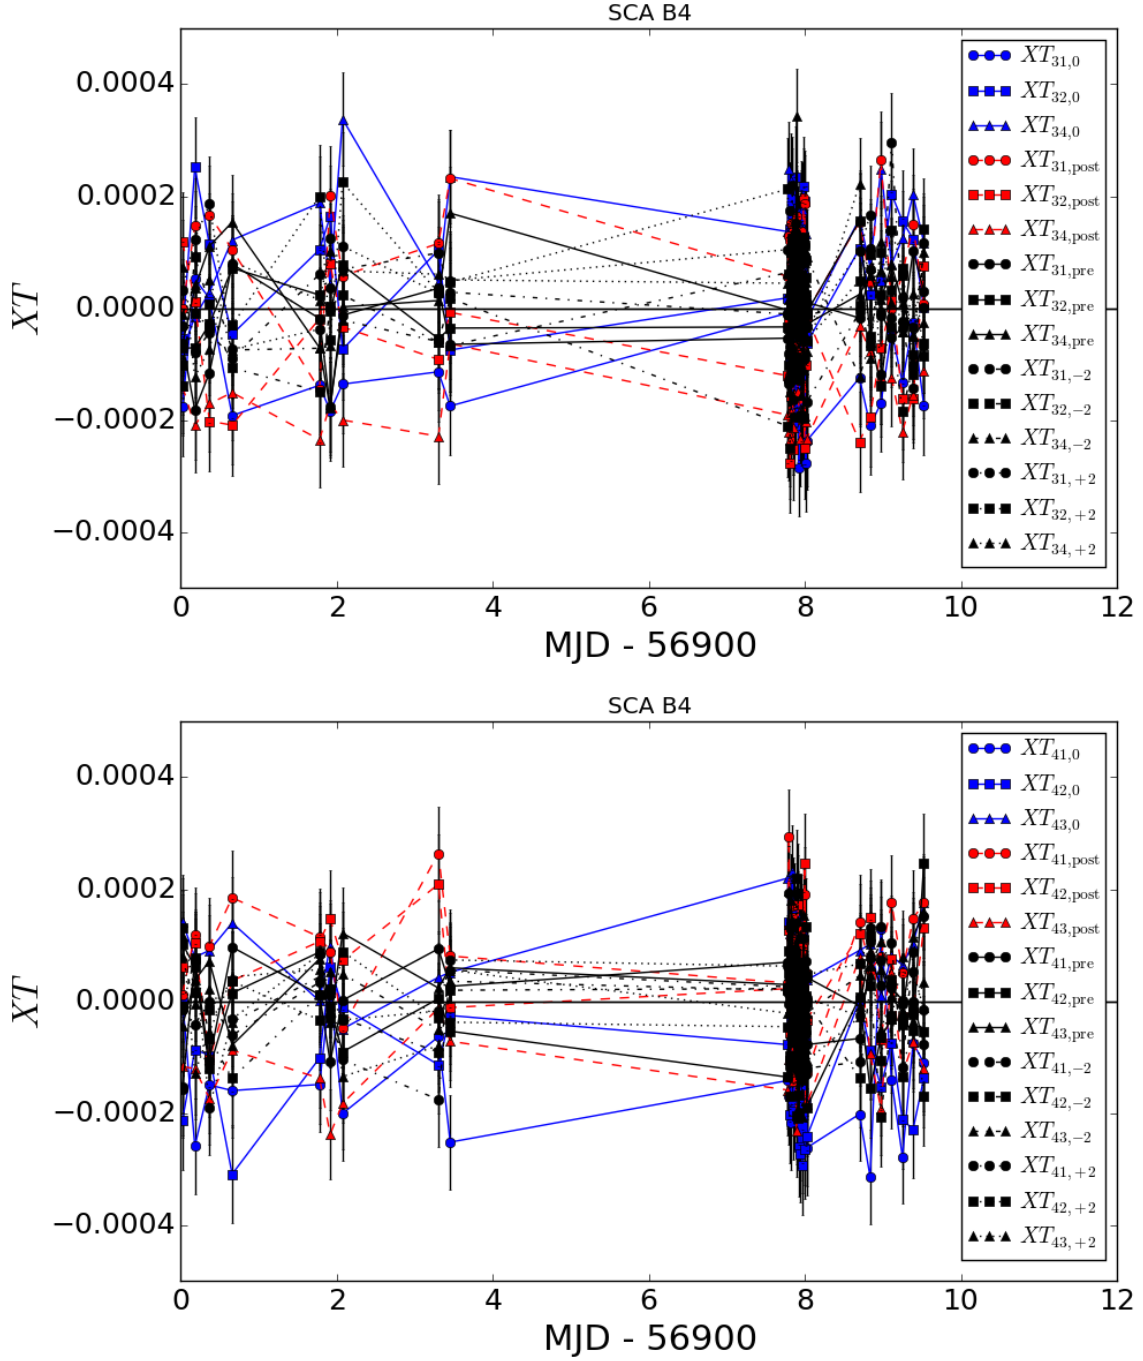 SCA B4
0.0004
0.0002
0.0000
−0.0002
−0.0004
XT
0 2 4 6 8 10 12
MJD - 56900
XT31,0
XT32,0
XT34,0
XT31,post
XT32,post
XT34,post
XT31,pre
XT32,pre
XT34,pre
XT31,−2
XT32,−2
XT34,−2
XT31,+2
XT32,+2
XT34,+2
SCA B4
0.0004
0.0002
0.0000
−0.0002
−0.0004
XT
0 2 4 6 8 10 12
MJD - 56900
XT41,0
XT42,0
XT43,0
XT41,post
XT42,post
XT43,post
XT41,pre
XT42,pre
XT43,pre
XT41,−2
XT42,−2
XT43,−2
XT41,+2
XT42,+2
XT43,+2